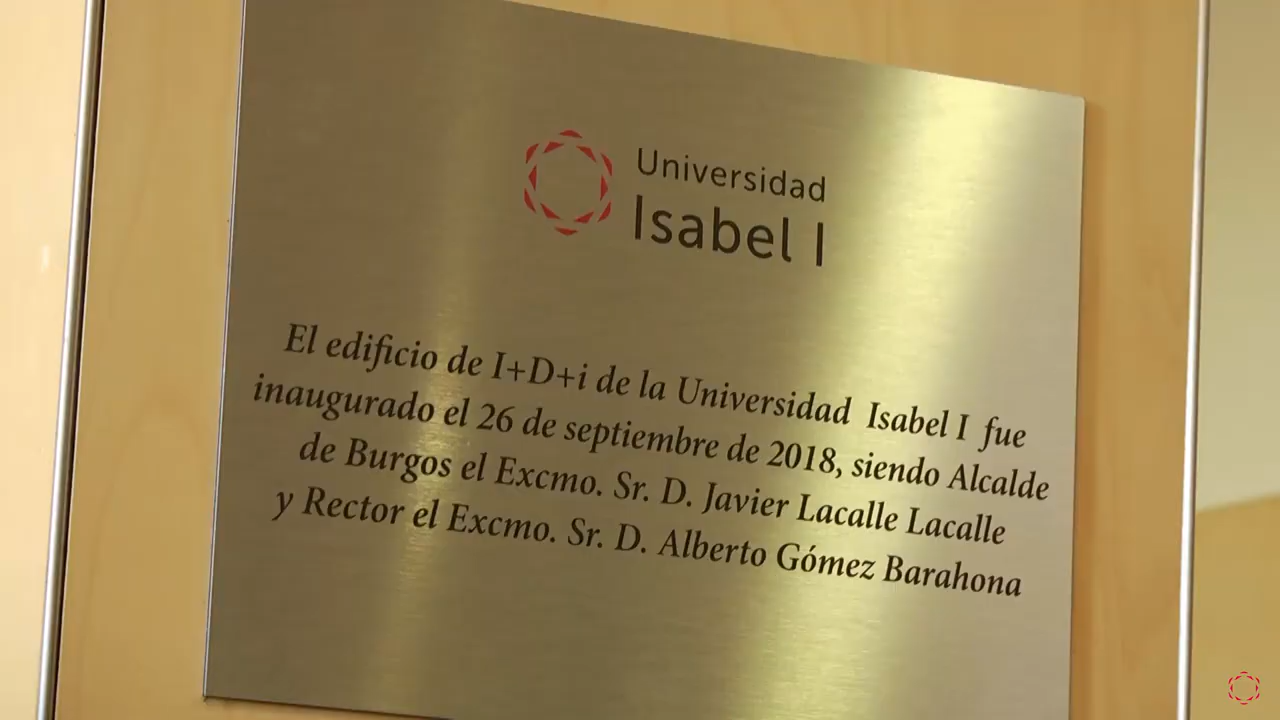 Universidad
Isabel I
El edificio de I+D+i de la Universidad Isabel I fue
inaugurado el 26 de septiembre de 2018, siendo Alcalde
de Burgos el Excmo. Sr. D. Javier Lacalle Lacalle
y Rector el Excmo. Sr. D. Alberto Gómez Barahona